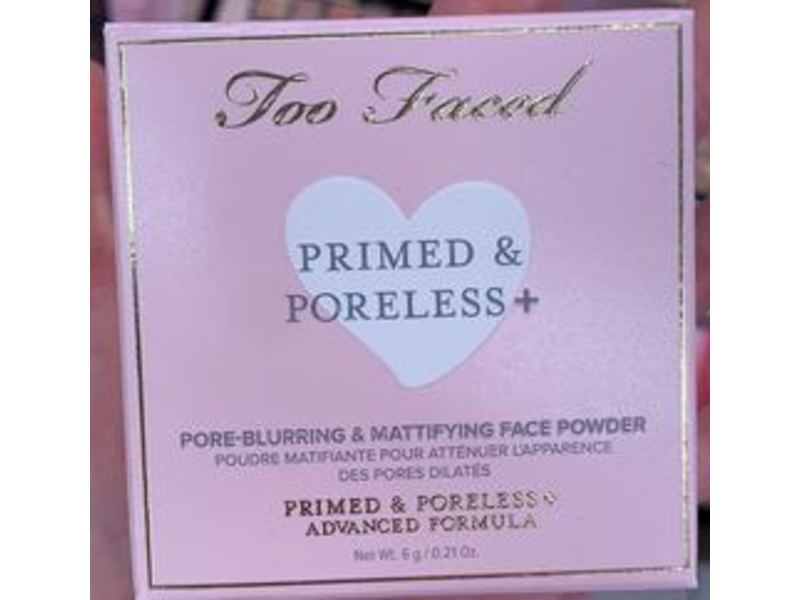 Too Faced
PRIMED &
PORELESS+
PORE-BLURRING & MATTIFYING FACE POWDER
POUDRE MATIFIANTE POUR ATTÉNUER L'APPARENCE
DES PORES DILATÉS
PRIMED & PORELESS+
ADVANCED FORMULA
Net Wt. 6 g / 0.21 Oz.